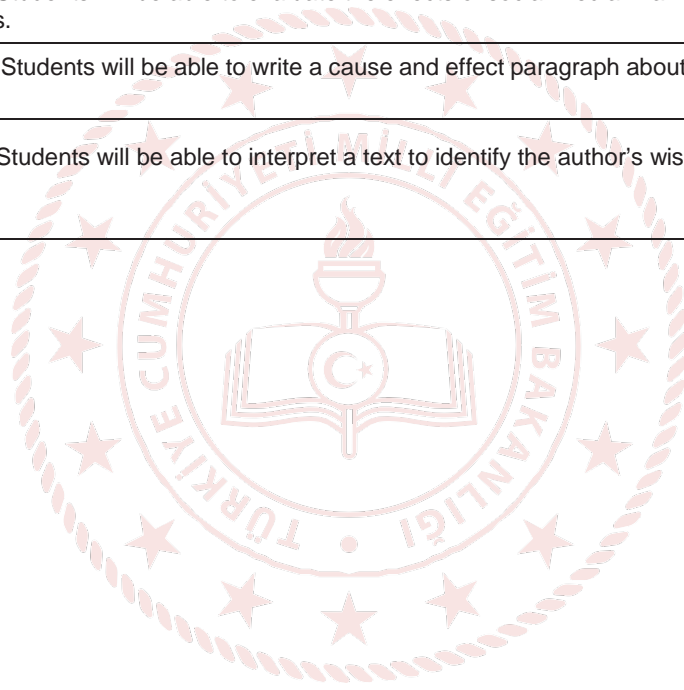 s.
Students will be able to write a cause and effect paragraph about
Students will be able to interpret a text to identify the author's wis
TÜRKİYE CUMHURİYETİ MİLLİ EĞİTİM BAKANLIĞI